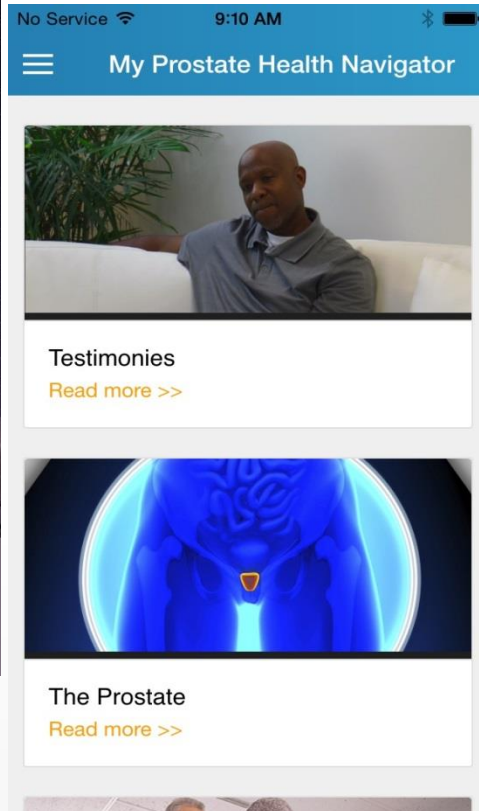 No Service 9:10 AM
My Prostate Health Navigator
Testimonies
Read more >>
The Prostate
Read more >>